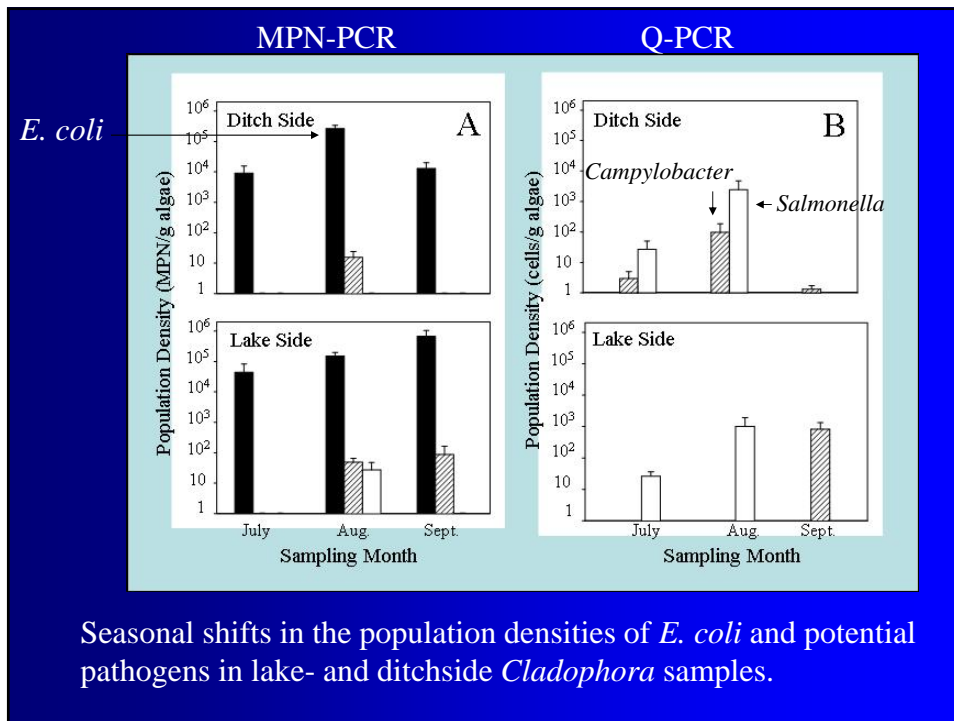 MPN-PCR
Q-PCR
E. coli
Population Density (MPN/g algae)
10⁶
10⁵
10⁴
10³
10²
10
1
Ditch Side
A
10⁶
10⁵
10⁴
10³
10²
10
1
Lake Side
July
Aug.
Sept.
Sampling Month
Population Density (cells/g algae)
10⁶
10⁵
10⁴
10³
10²
10
1
Ditch Side
B
Campylobacter
Salmonella
10⁶
10⁵
10⁴
10³
10²
10
1
Lake Side
July
Aug.
Sept.
Sampling Month
Seasonal shifts in the population densities of E. coli and potential
pathogens in lake- and ditchside Cladophora samples.